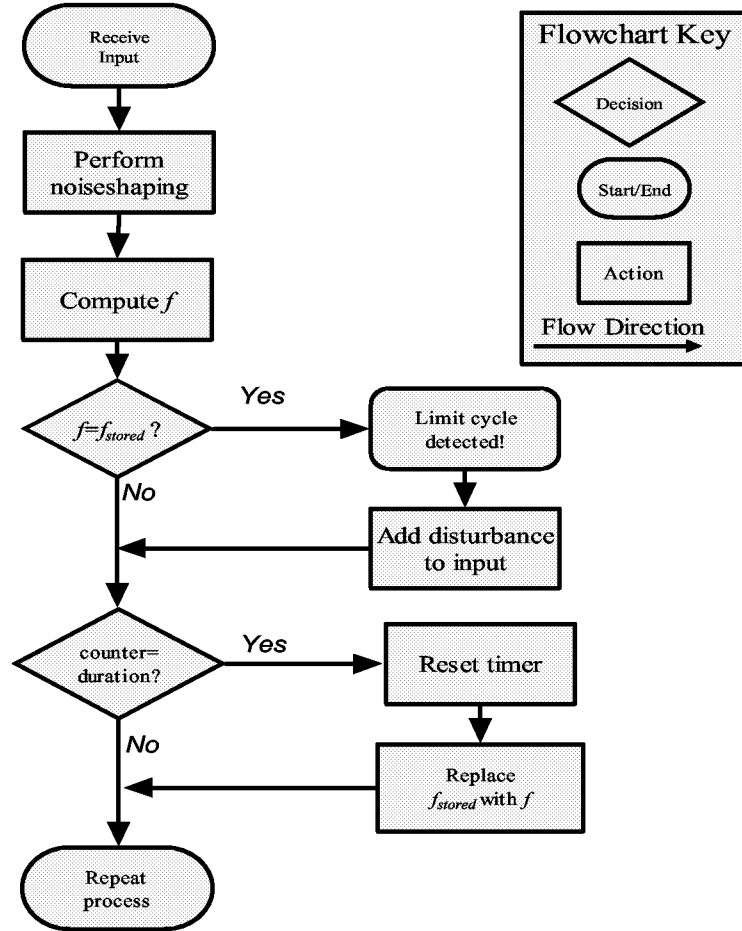 Receive
Input
Perform
noiseshaping
Compute f
f=fstored ?
Yes
Limit cycle
detected!
No
Add disturbance
to input
counter=
duration?
Yes
Reset timer
No
Replace
fstored with f
Repeat
process
Flowchart Key
Decision
Start/End
Action
Flow Direction